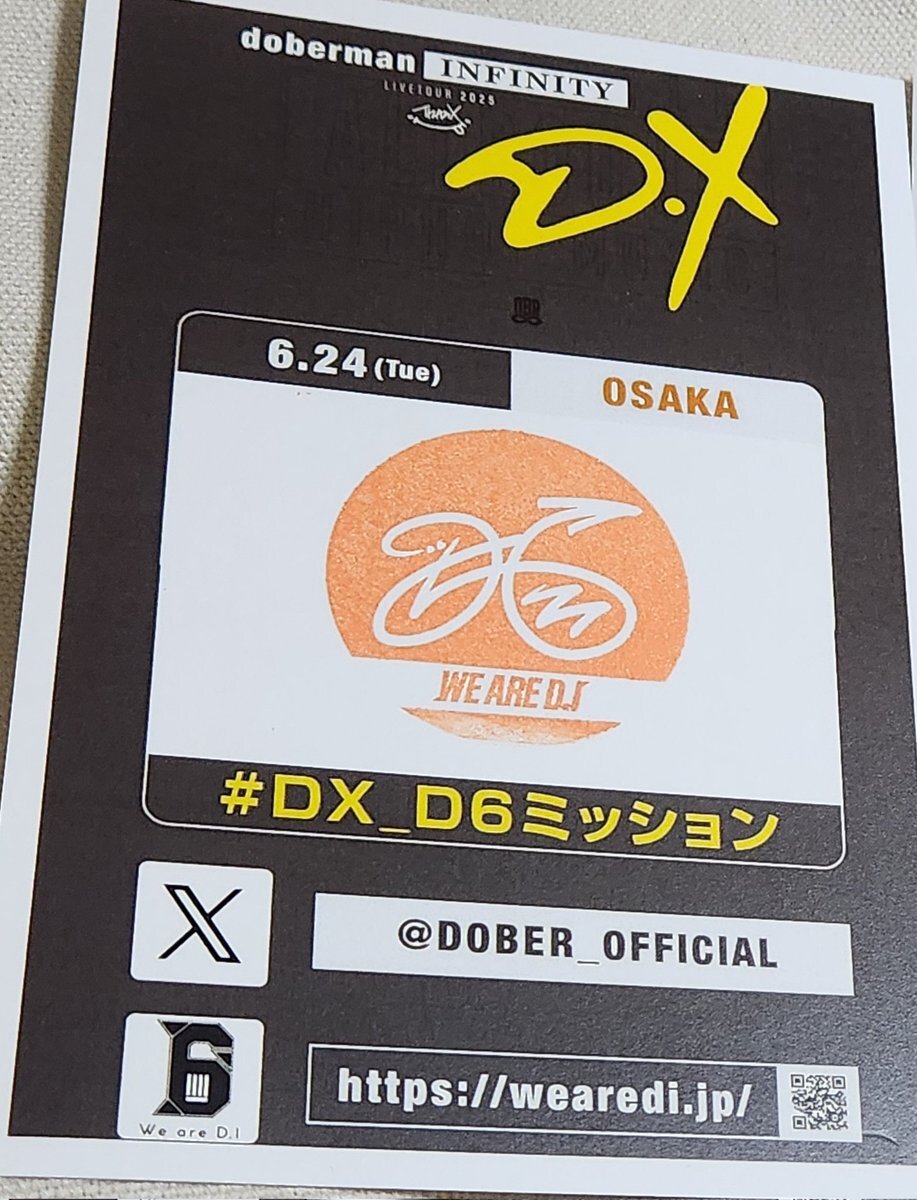 doberman INFINITY
LIVETOUR 2025
D.X
6.24 (Tue)
OSAKA
WE ARE D.I
#DX_D6ミッション
@DOBER_OFFICIAL
We are D.I
https://wearedi.jp/